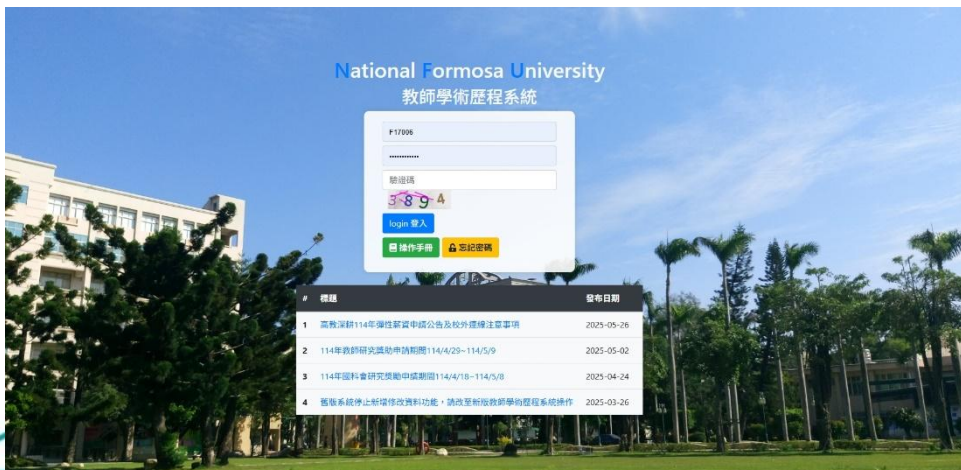 National Formosa University
教師學術歷程系統
F17006
••••••••••••
驗證碼
3894
login 登入
操作手冊 忘記密碼
# 標題 發布日期
1 高教深耕114年彈性薪資申請公告及校外連線注意事項 2025-05-26
2 114年教師研究獎助申請期間114/4/29~114/5/9 2025-05-02
3 114年國科會研究獎勵申請期間114/4/18~114/5/8 2025-04-24
4 舊版系統停止新增修改資料功能，請改至新版教師學術歷程系統操作 2025-03-26